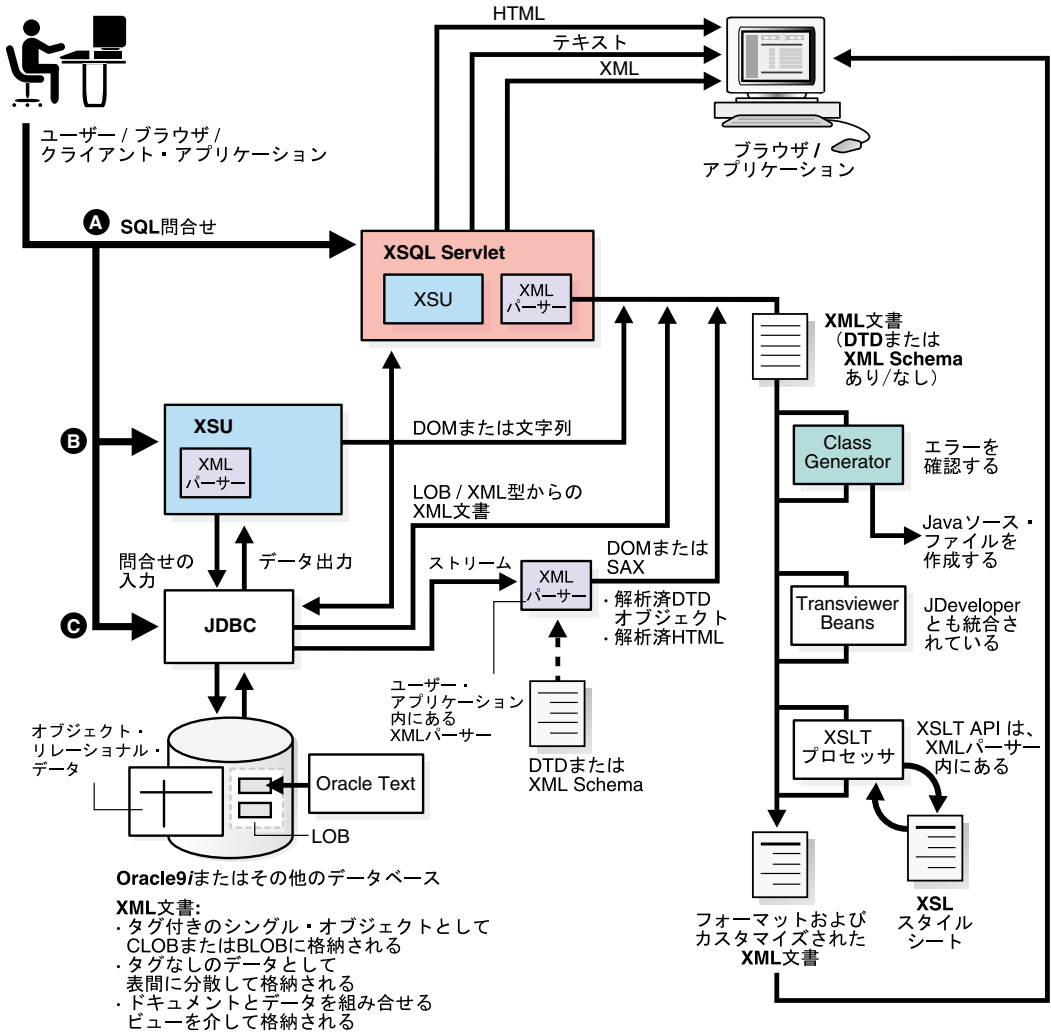 HTML
テキスト
XML
ユーザー / ブラウザ /
クライアント・アプリケーション
ブラウザ /
アプリケーション
A SQL問合せ
XSQL Servlet
XSU
XML
パーサー
XML文書
(DTDまたは
XML Schema
あり/なし)
B
XSU
XML
パーサー
DOMまたは文字列
Class
Generator
エラーを
確認する
LOB / XML型からの
XML文書
Javaソース・
ファイルを
作成する
問合せの
入力
データ出力
ストリーム
XML
パーサー
DOMまたは
SAX
・解析済DTD
オブジェクト
・解析済HTML
C
JDBC
Transviewer
Beans
JDeveloper
とも統合さ
れている
ユーザー・
アプリケーション
内にある
XMLパーサー
DTDまたは
XML Schema
オブジェクト・
リレーショナル・
データ
Oracle Text
LOB
XSLT
プロセッサ
XSLT API は、
XMLパーサー
内にある
Oracle9iまたはその他のデータベース
XML文書:
・タグ付きのシングル・オブジェクトとして
CLOBまたはBLOBに格納される
・タグなしのデータとして
表間に分散して格納される
・ドキュメントとデータを組み合せる
ビューを介して格納される
フォーマットおよび
カスタマイズされた
XML文書
XSL
スタイル
シート